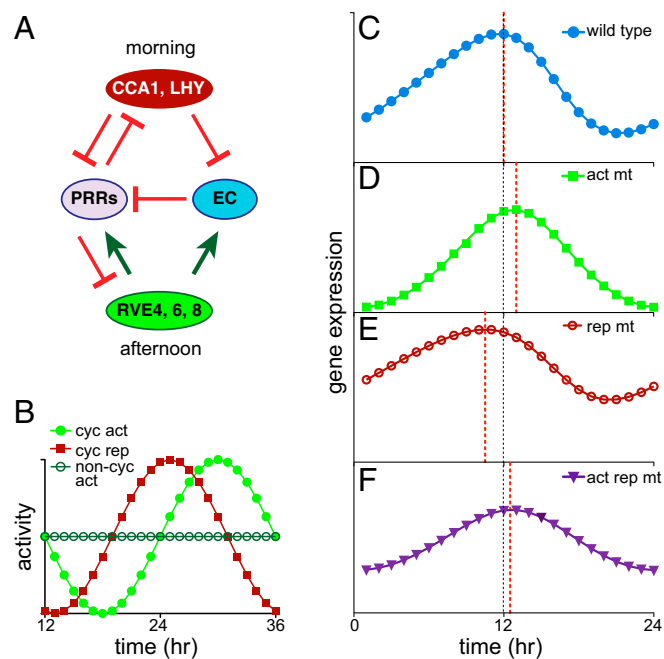 A
morning
CCA1, LHY
PRRs
EC
RVE4, 6, 8
afternoon
B
cyc act
cyc rep
non-cyc
act
activity
12
24
36
time (hr)
C
wild type
D
act mt
E
rep mt
F
act rep mt
gene expression
0
12
24
time (hr)